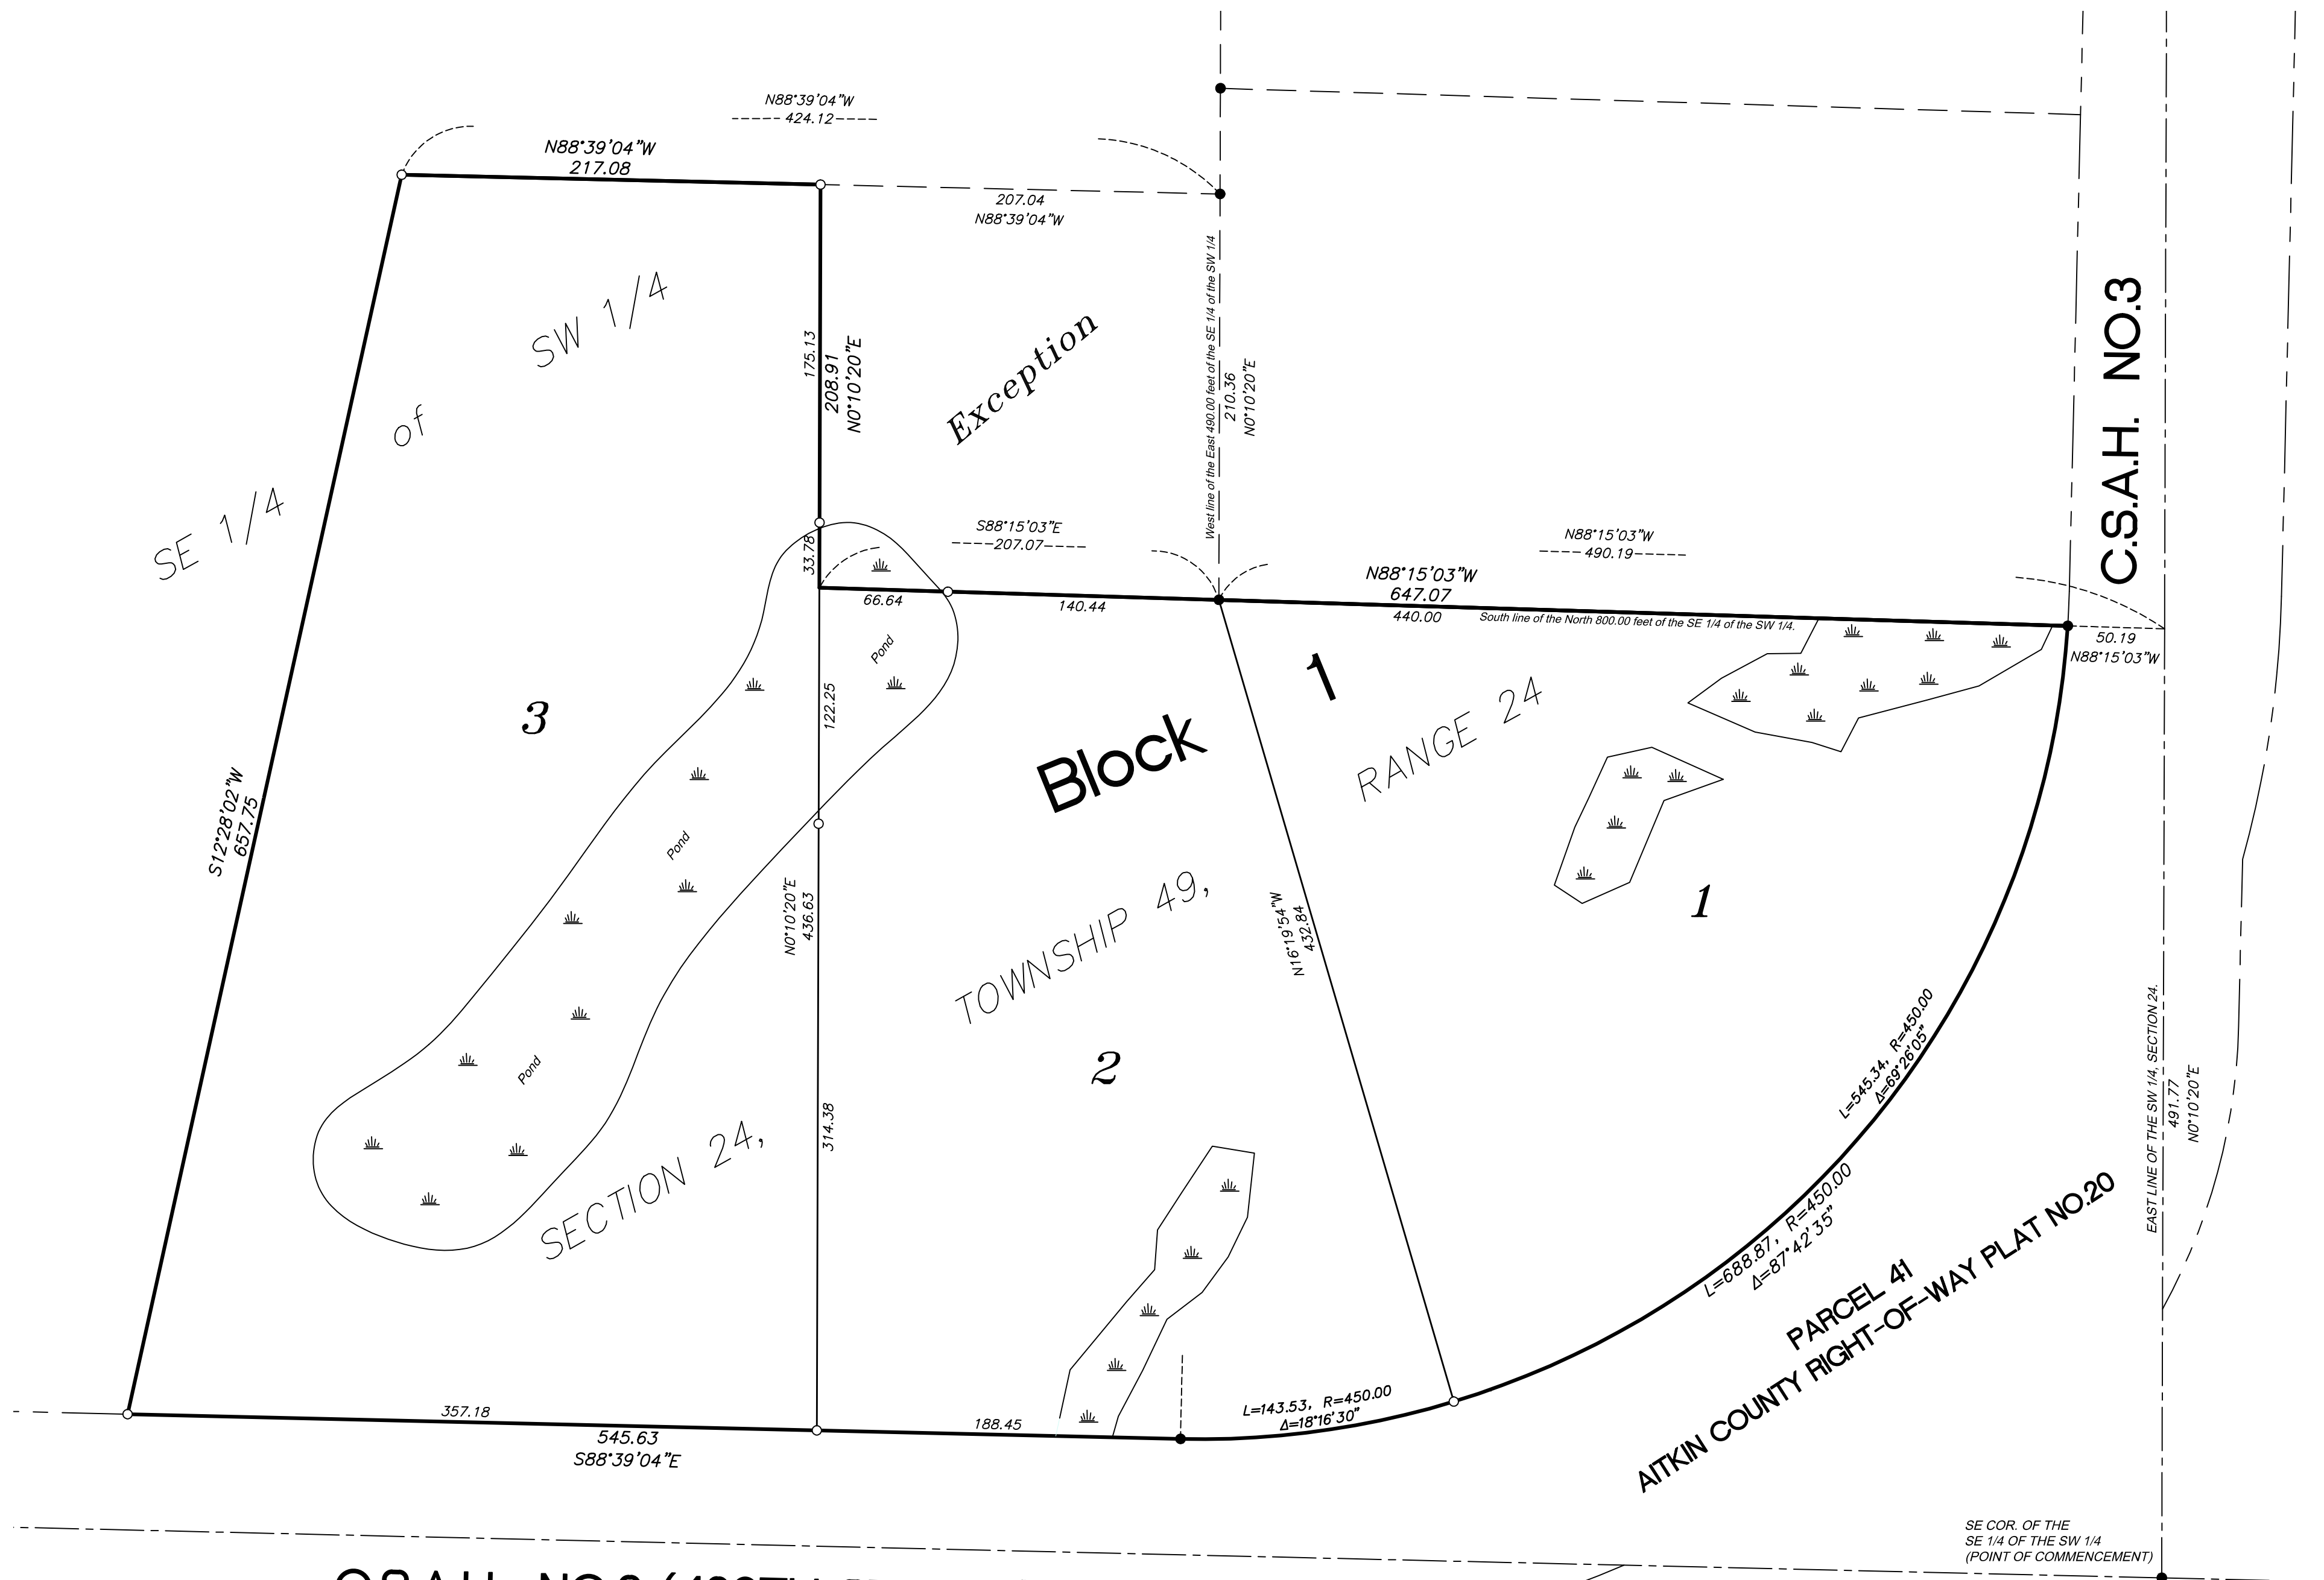 N88°39'04"W
424.12
N88°39'04"W
217.08
207.04
N88°39'04"W
SW 1/4
of
SE 1/4
175.13
208.91
N0°10'20"E
33.78
Exception
West line of the East 490.00 feet of the SE 1/4 of the SW 1/4
210.36
N0°10'20"E
C.S.A.H. NO.3
S88°15'03"E
207.07
N88°15'03"W
490.19
N88°15'03"W
647.07
66.64
140.44
440.00
South line of the North 800.00 feet of the SE 1/4 of the SW 1/4.
50.19
N88°15'03"W
Pond
3
122.25
Block 1
RANGE 24
S12°28'02"W
657.75
Pond
N0°10'20"E
436.63
TOWNSHIP 49,
N16°19'54"W
432.84
1
2
Pond
314.38
SECTION 24,
L=545.34, R=450.00
Δ=69°26'05"
EAST LINE OF THE SW 1/4, SECTION 24.
491.77
N0°10'20"E
L=688.87, R=450.00
Δ=87°42'35"
PARCEL 41
AITKIN COUNTY RIGHT-OF-WAY PLAT NO.20
357.18
545.63
S88°39'04"E
188.45
L=143.53, R=450.00
Δ=18°16'30"
SE COR. OF THE
SE 1/4 OF THE SW 1/4
(POINT OF COMMENCEMENT)